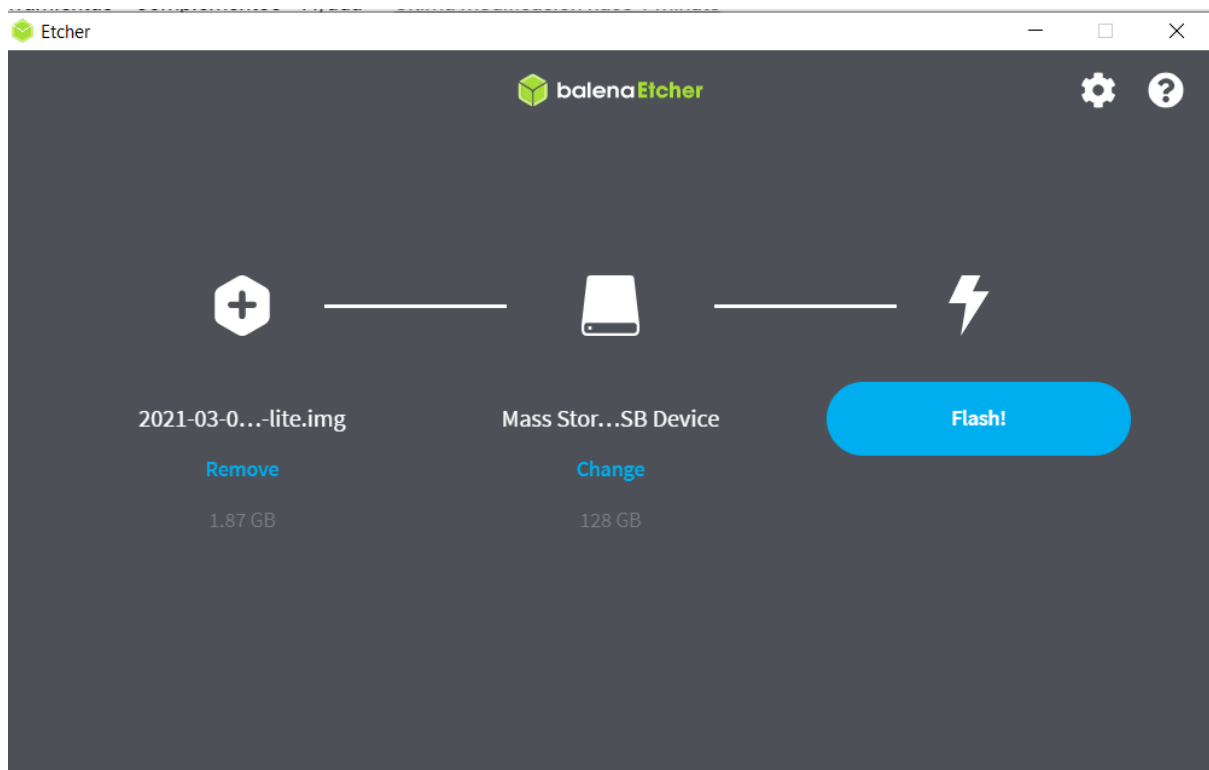 Etcher
balenaEtcher
2021-03-0...-lite.img
Mass Stor...SB Device
Flash!
Remove
Change
1.87 GB
128 GB